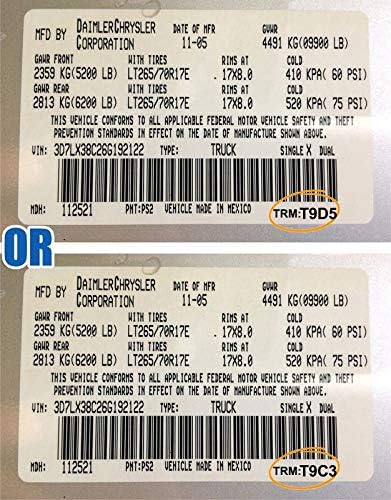 MFD BY DAIMLERCHRYSLER DATE OF MFR GVWR
CORPORATION 11-05 4491 KG(09900 LB)
GAWR FRONT WITH TIRES RIMS AT COLD
2359 KG(5200 LB) LT265/70R17E 17X8.0 410 KPA( 60 PSI)
GAWR REAR WITH TIRES RIMS AT COLD
2813 KG(6200 LB) LT265/70R17E 17X8.0 520 KPA( 75 PSI)
THIS VEHICLE CONFORMS TO ALL APPLICABLE FEDERAL MOTOR VEHICLE SAFETY AND THEFT
PREVENTION STANDARDS IN EFFECT ON THE DATE OF MANUFACTURE SHOWN ABOVE.
VIN: 3D7LX38C26G192122 TYPE: TRUCK SINGLE X DUAL
MDH: 112521 PNT:PS2 VEHICLE MADE IN MEXICO TRM:T9D5
OR
MFD BY DAIMLERCHRYSLER DATE OF MFR GVWR
CORPORATION 11-05 4491 KG(09900 LB)
GAWR FRONT WITH TIRES RIMS AT COLD
2359 KG(5200 LB) LT265/70R17E 17X8.0 410 KPA( 60 PSI)
GAWR REAR WITH TIRES RIMS AT COLD
2813 KG(6200 LB) LT265/70R17E 17X8.0 520 KPA( 75 PSI)
THIS VEHICLE CONFORMS TO ALL APPLICABLE FEDERAL MOTOR VEHICLE SAFETY AND THEFT
PREVENTION STANDARDS IN EFFECT ON THE DATE OF MANUFACTURE SHOWN ABOVE.
VIN: 3D7LX38C26G192122 TYPE: TRUCK SINGLE X DUAL
MDH: 112521 PNT:PS2 VEHICLE MADE IN MEXICO TRM:T9C3